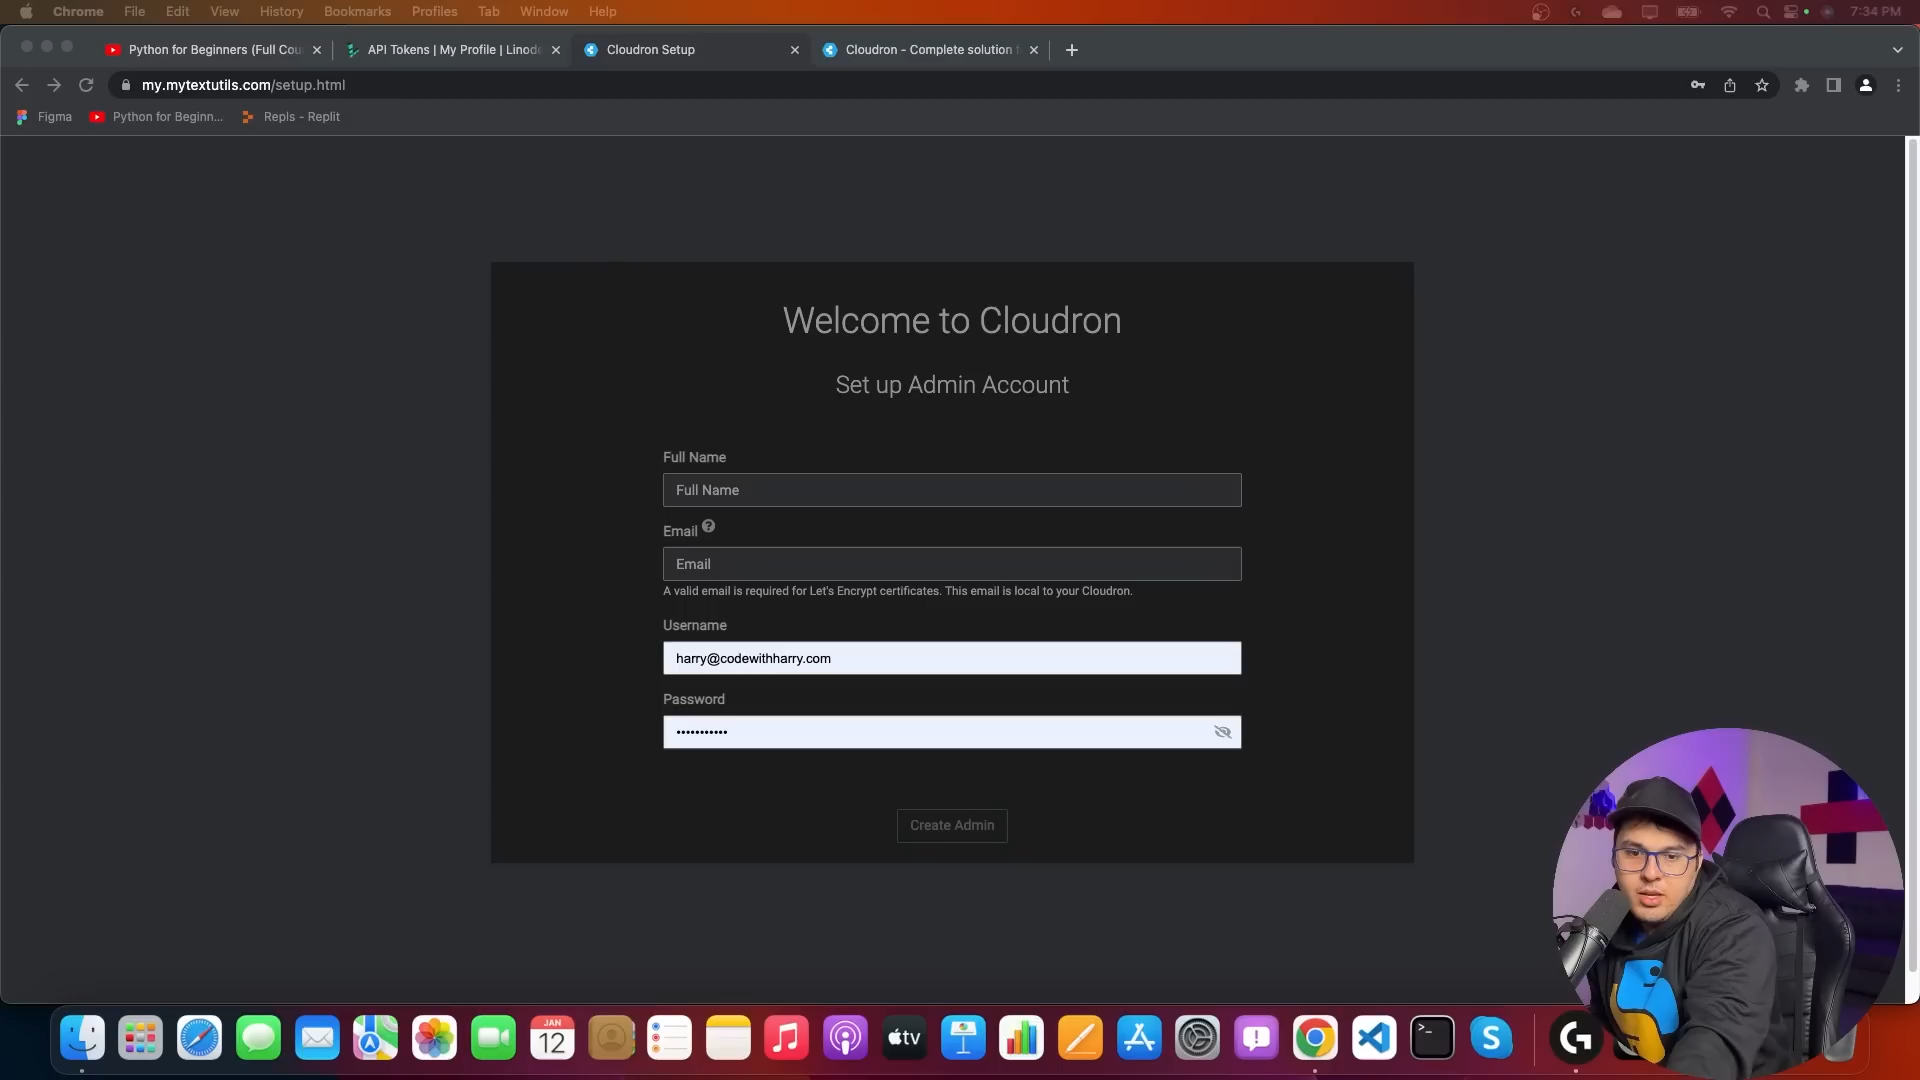 Chrome File Edit View History Bookmarks Profiles Tab Window Help 7:34 PM
Python for Beginners (Full Cou API Tokens | My Profile | Linode Cloudron Setup Cloudron - Complete solution f
my.mytextutils.com/setup.html
Figma Python for Beginn... Repls - Replit
Welcome to Cloudron
Set up Admin Account
Full Name
Full Name
Email ?
Email
A valid email is required for Let's Encrypt certificates. This email is local to your Cloudron.
Username
harry@codewithharry.com
Password
•••••••••••
Create Admin
JAN
12
tv